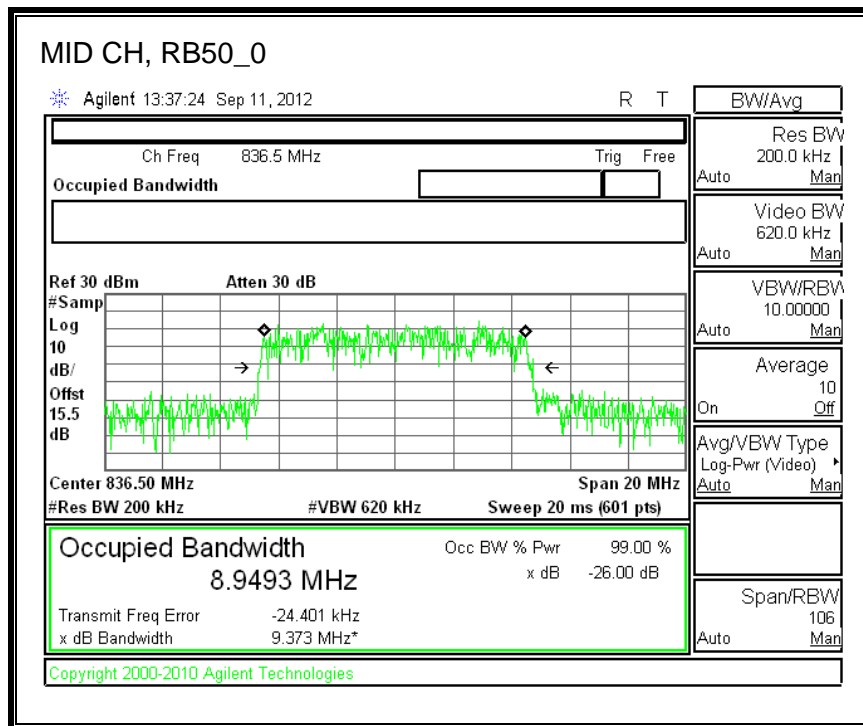 MID CH, RB50_0
Agilent 13:37:24 Sep 11, 2012 R T
Ch Freq 836.5 MHz Trig Free
Occupied Bandwidth
Ref 30 dBm Atten 30 dB
#Samp
Log
10
dB/
Offst
15.5
dB
Center 836.50 MHz Span 20 MHz
#Res BW 200 kHz #VBW 620 kHz Sweep 20 ms (601 pts)
Occupied Bandwidth
8.9493 MHz
Occ BW % Pwr 99.00 %
x dB -26.00 dB
Transmit Freq Error -24.401 kHz
x dB Bandwidth 9.373 MHz*
Copyright 2000-2010 Agilent Technologies
BW/Avg
Res BW
200.0 kHz
Auto Man
Video BW
620.0 kHz
Auto Man
VBW/RBW
10.00000
Auto Man
Average
10
On Off
Avg/VBW Type
Log-Pwr (Video)
Auto Man
Span/RBW
106
Auto Man